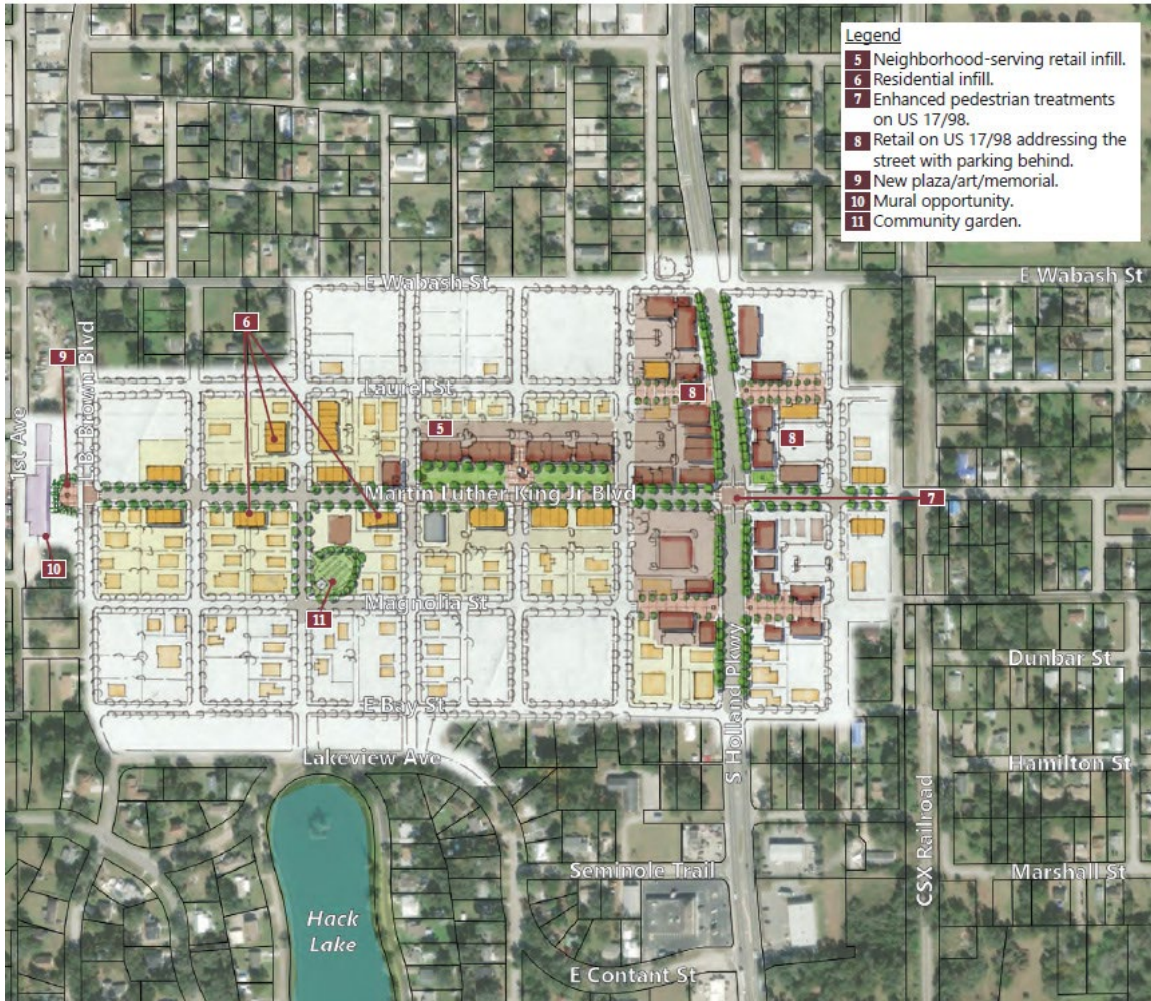 Legend
5 Neighborhood-serving retail infill.
6 Residential infill.
7 Enhanced pedestrian treatments
on US 17/98.
8 Retail on US 17/98 addressing the
street with parking behind.
9 New plaza/art/memorial.
10 Mural opportunity.
11 Community garden.
E Wabash St
E Wabash St
6
9
1st Ave
LB Brown Blvd
Laurel St
8
5
8
Martin Luther King Jr Blvd
7
10
Magnolia St
11
Dunbar St
E Bay St
S Holland Pkwy
Lakeview Ave
Hamilton St
CSX Railroad
Seminole Trail
Marshall St
Hack
Lake
E Contant St